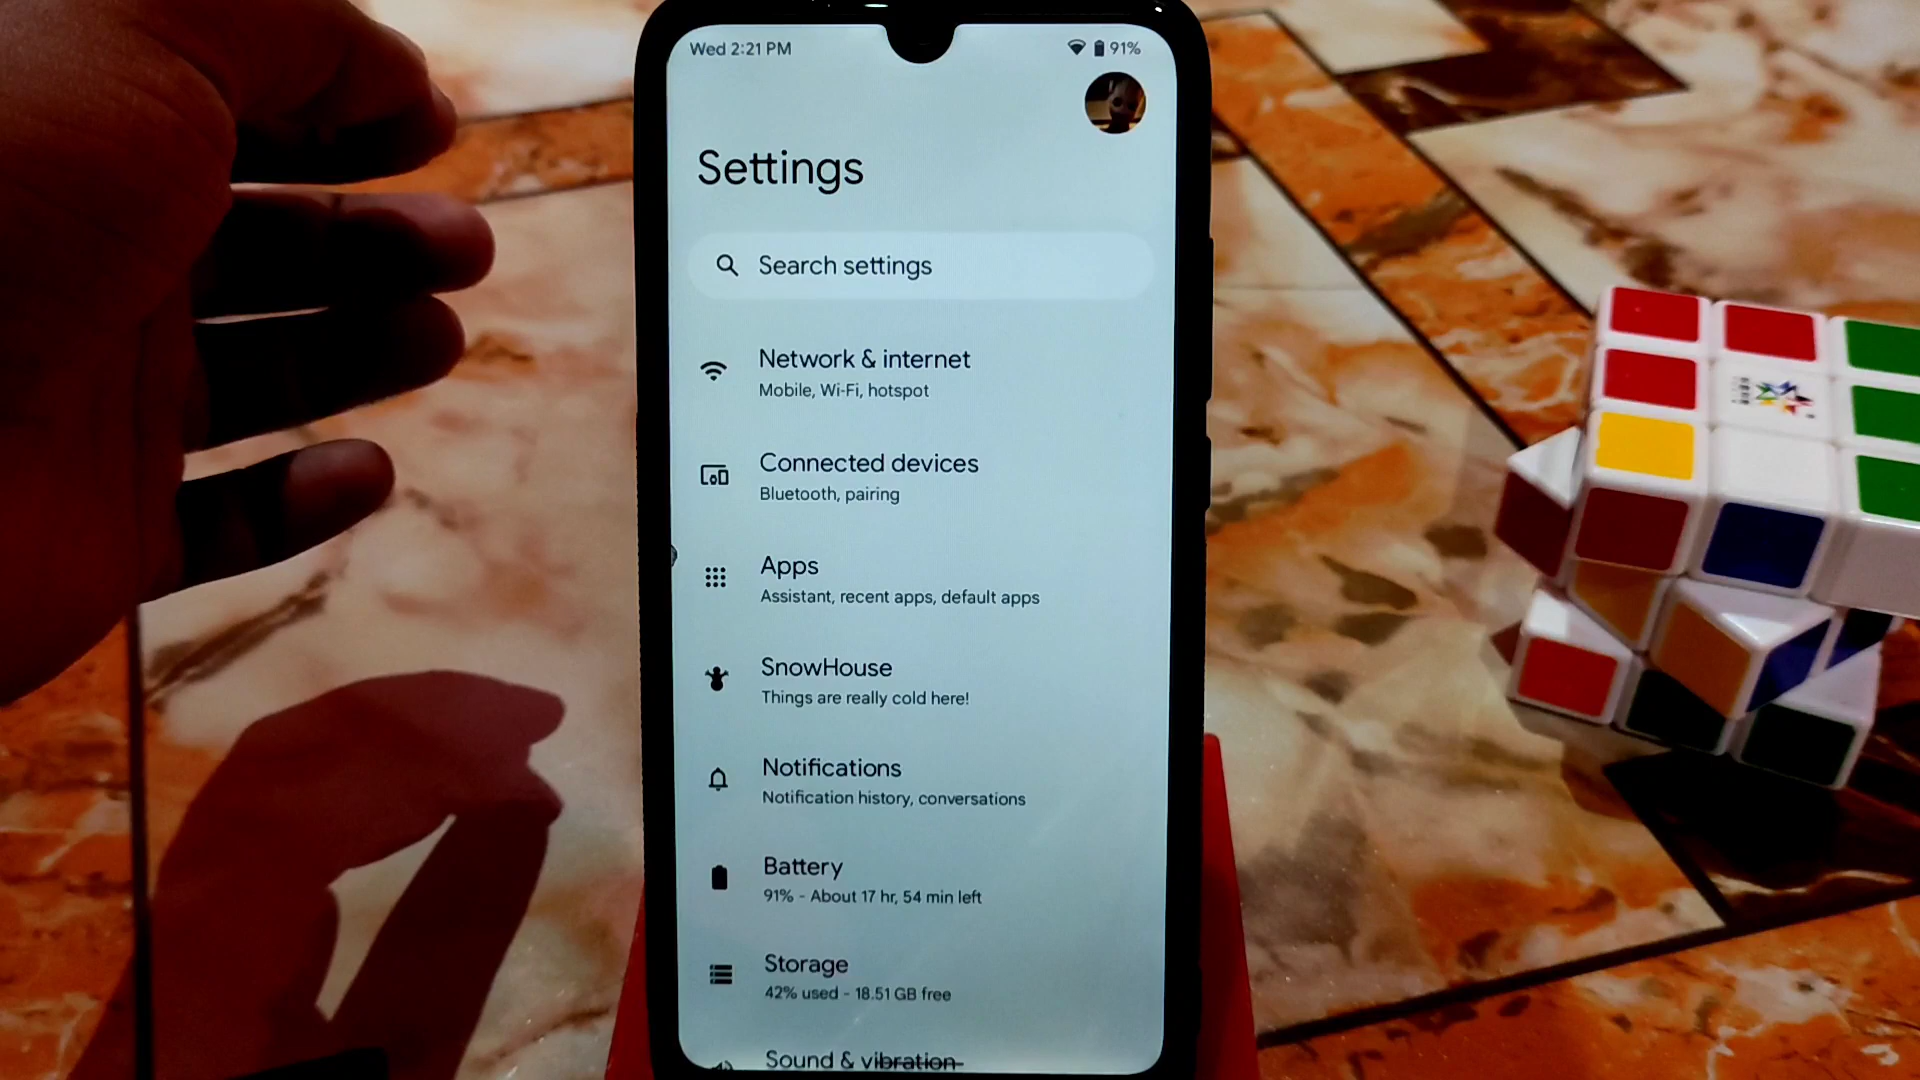 Wed 2:21 PM
91%
Settings
Search settings
Network & internet
Mobile, Wi-Fi, hotspot
Connected devices
Bluetooth, pairing
Apps
Assistant, recent apps, default apps
SnowHouse
Things are really cold here!
Notifications
Notification history, conversations
Battery
91% - About 17 hr, 54 min left
Storage
42% used - 18.51 GB free
Sound & vibration